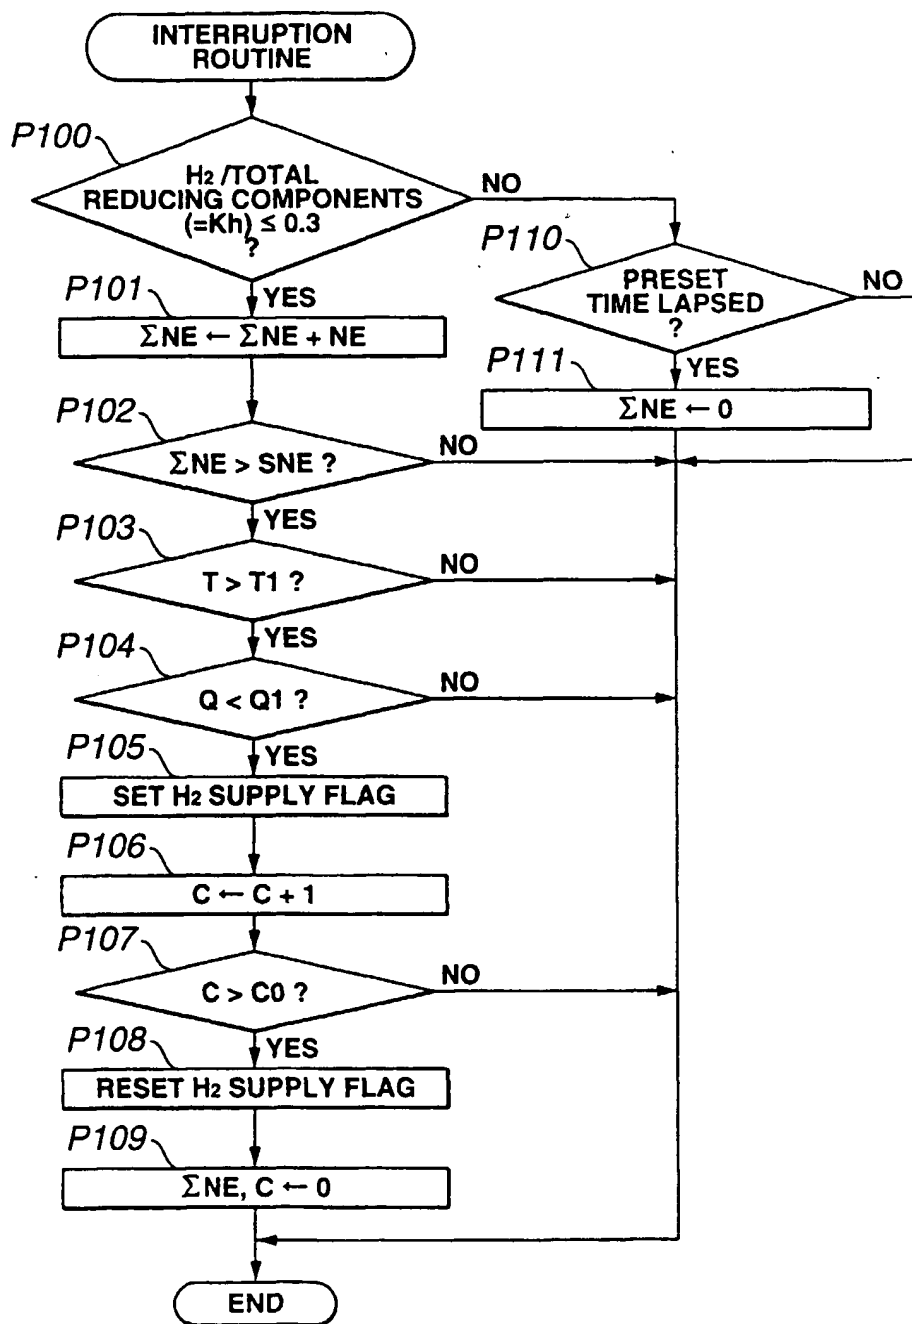 INTERRUPTION
ROUTINE
P100
H2 /TOTAL
REDUCING COMPONENTS
(=Kh) ≤ 0.3
?
NO
YES
P110
PRESET
TIME LAPSED
?
NO
YES
P101
ΣNE ← ΣNE + NE
P111
ΣNE ← 0
P102
ΣNE > SNE ?
NO
YES
P103
T > T1 ?
NO
YES
P104
Q < Q1 ?
NO
YES
P105
SET H2 SUPPLY FLAG
P106
C ← C + 1
P107
C > C0 ?
NO
YES
P108
RESET H2 SUPPLY FLAG
P109
ΣNE, C ← 0
END